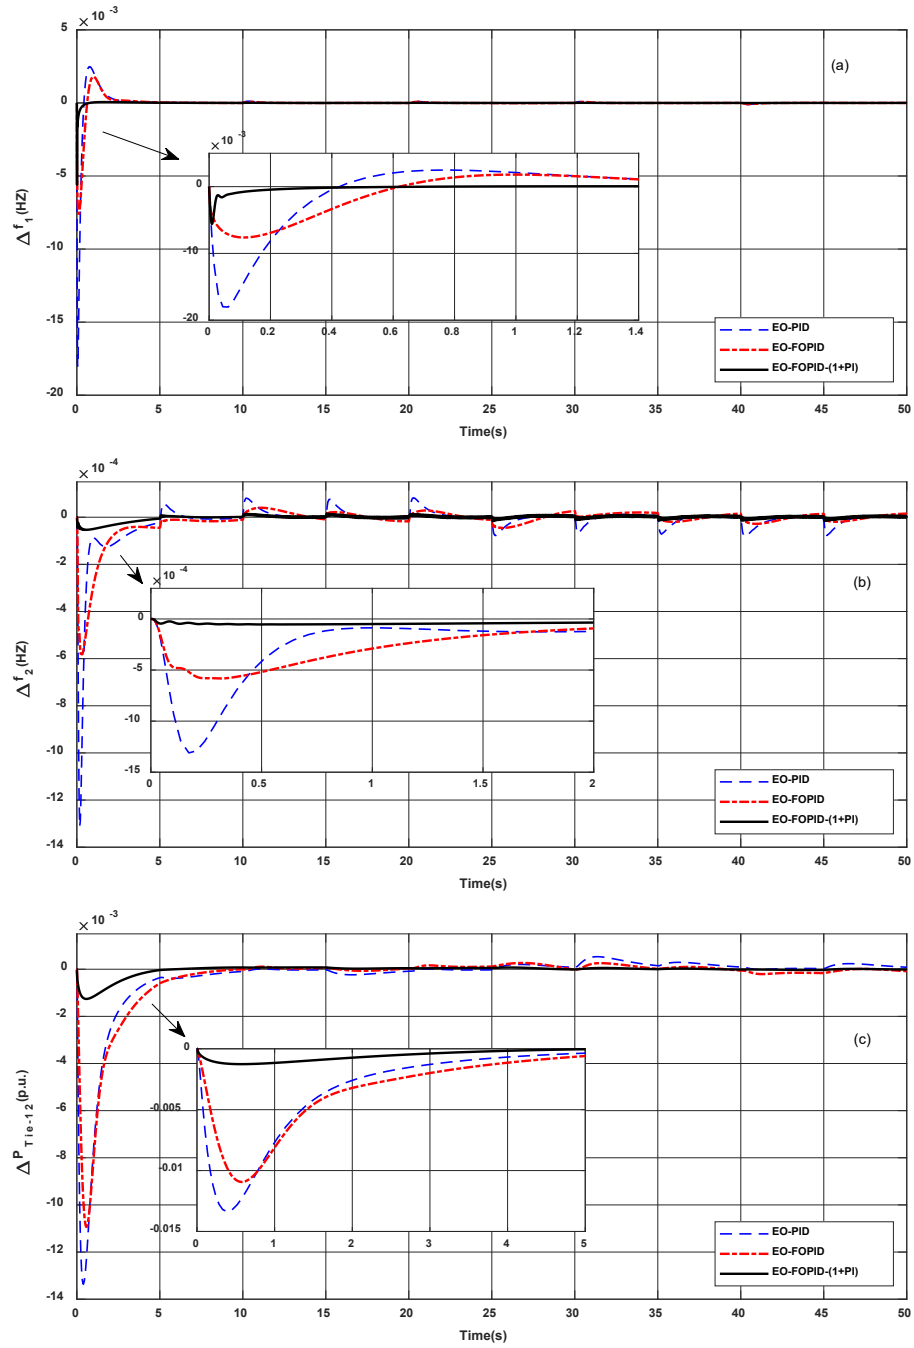 × 10 -3
5
0
-5
-10
-15
-20
Δf1(HZ)
(a)
× 10 -3
0
-10
-20
0 0.2 0.4 0.6 0.8 1 1.2 1.4
EO-PID
EO-FOPID
EO-FOPID-(1+PI)
0 5 10 15 20 25 30 35 40 45 50
Time(s)
× 10 -4
0
-2
-4
-6
-8
-10
-12
-14
Δf2(HZ)
(b)
× 10 -4
0
-5
-10
-15
0 0.5 1 1.5 2
EO-PID
EO-FOPID
EO-FOPID-(1+PI)
0 5 10 15 20 25 30 35 40 45 50
Time(s)
× 10 -3
0
-2
-4
-6
-8
-10
-12
-14
ΔPTie-12(p.u.)
(c)
0
-0.005
-0.01
-0.015
0 1 2 3 4 5
EO-PID
EO-FOPID
EO-FOPID-(1+PI)
0 5 10 15 20 25 30 35 40 45 50
Time(s)